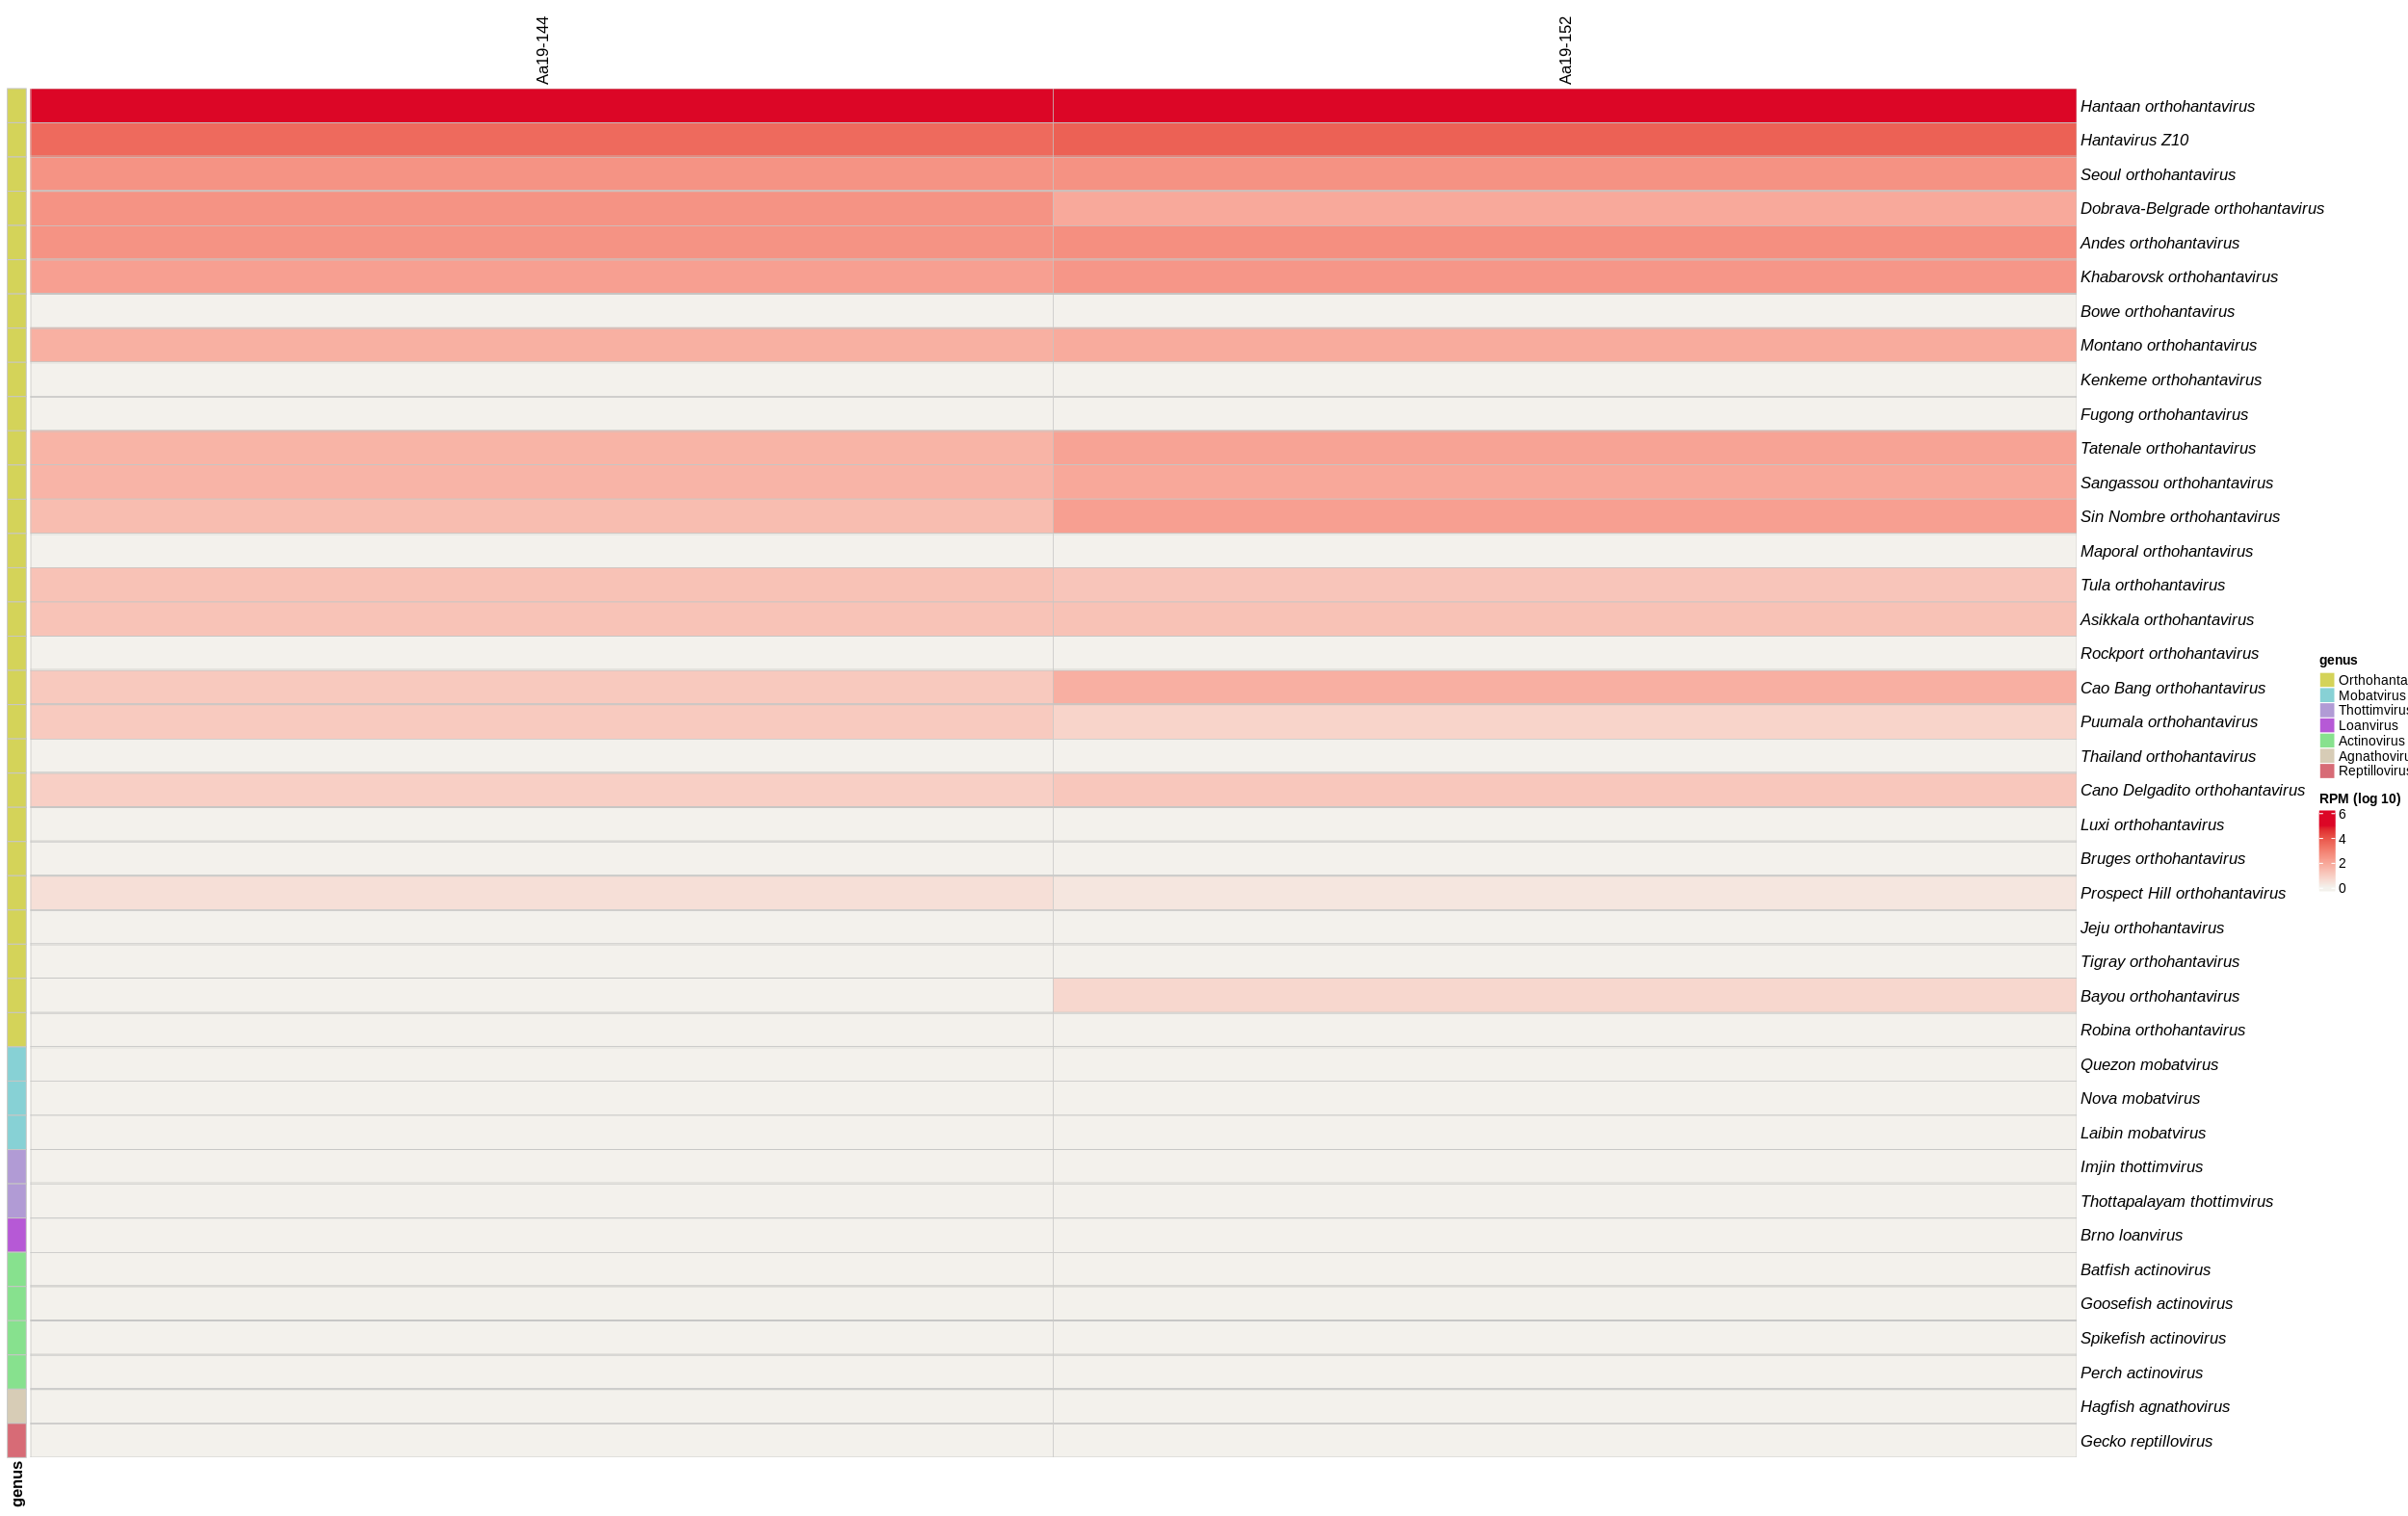 Aa19-144
Aa19-152
Hantaan orthohantavirus
Hantavirus Z10
Seoul orthohantavirus
Dobrava-Belgrade orthohantavirus
Andes orthohantavirus
Khabarovsk orthohantavirus
Bowe orthohantavirus
Montano orthohantavirus
Kenkeme orthohantavirus
Fugong orthohantavirus
Tatenale orthohantavirus
Sangassou orthohantavirus
Sin Nombre orthohantavirus
Maporal orthohantavirus
Tula orthohantavirus
Asikkala orthohantavirus
Rockport orthohantavirus
Cao Bang orthohantavirus
Puumala orthohantavirus
Thailand orthohantavirus
Cano Delgadito orthohantavirus
Luxi orthohantavirus
Bruges orthohantavirus
Prospect Hill orthohantavirus
Jeju orthohantavirus
Tigray orthohantavirus
Bayou orthohantavirus
Robina orthohantavirus
Quezon mobatvirus
Nova mobatvirus
Laibin mobatvirus
Imjin thottimvirus
Thottapalayam thottimvirus
Brno loanvirus
Batfish actinovirus
Goosefish actinovirus
Spikefish actinovirus
Perch actinovirus
Hagfish agnathovirus
Gecko reptillovirus
genus
genus
Orthohanta
Mobatvirus
Thottimvirus
Loanvirus
Actinovirus
Agnathoviru
Reptillovirus
RPM (log 10)
6
4
2
0